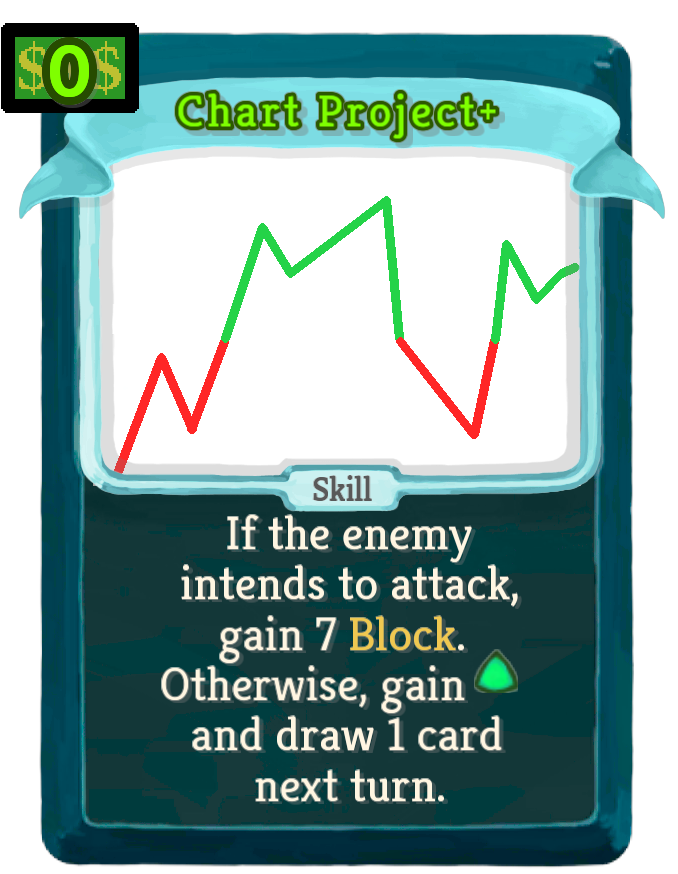 $0$
Chart Project+
Skill
If the enemy
intends to attack,
gain 7 Block.
Otherwise, gain
and draw 1 card
next turn.